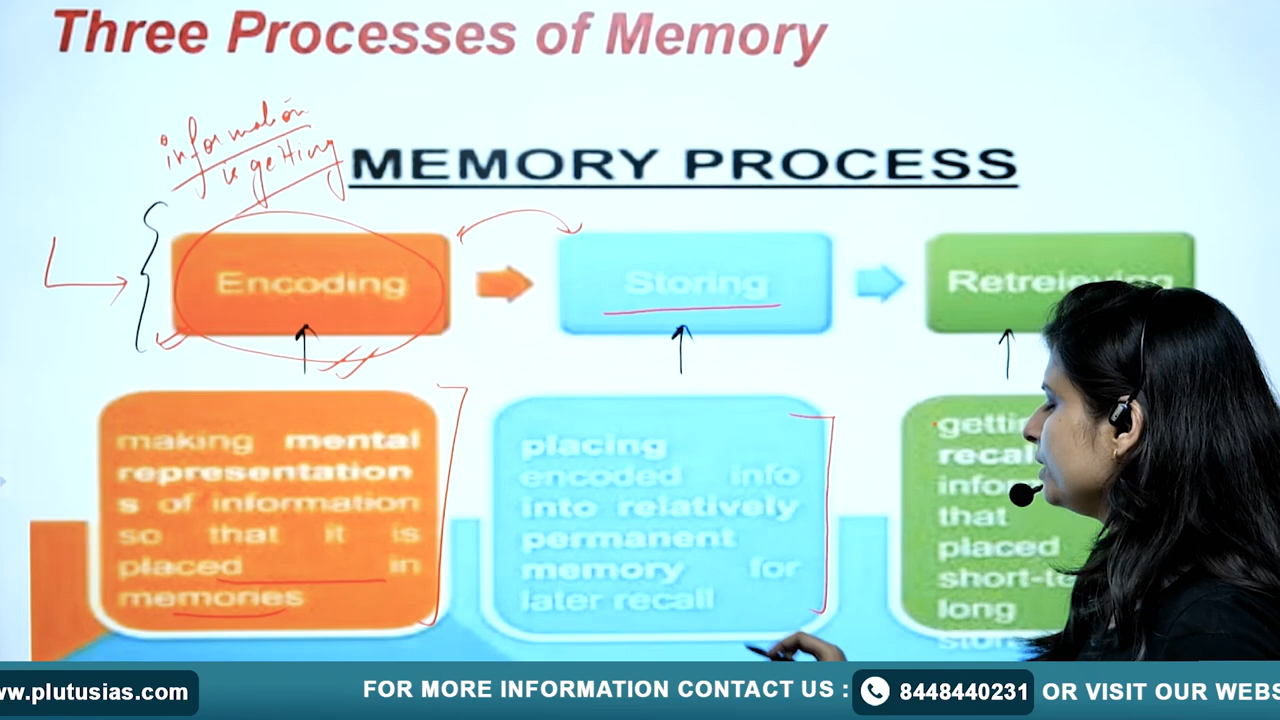 Three Processes of Memory
information
is getting
MEMORY PROCESS
Encoding
Storing
Retreieving
making mental
representation
s of information
so that it is
placed in
memories
placing
encoded info
into relatively
permanent
memory for
later recall
that
placed
long
www.plutusias.com
FOR MORE INFORMATION CONTACT US :
8448440231
OR VISIT OUR WEBS